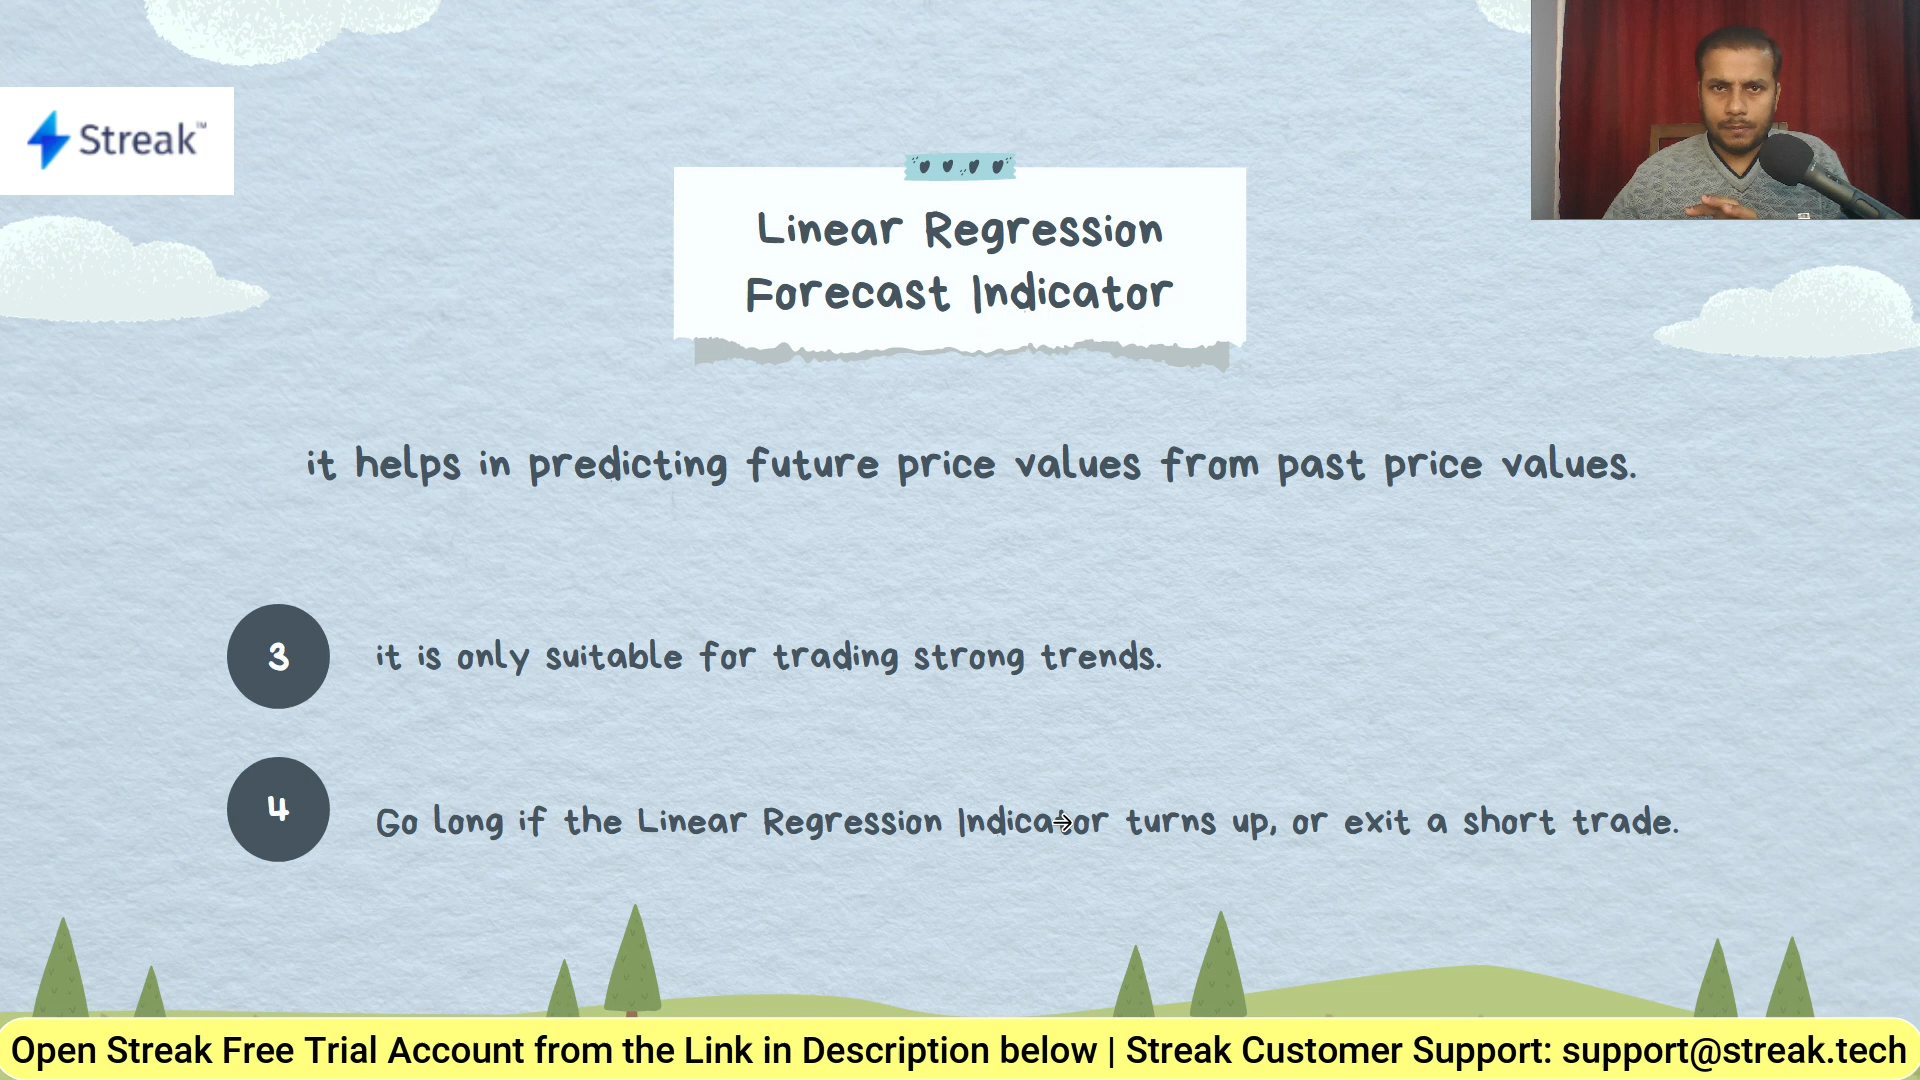 Streak™
Linear Regression
Forecast Indicator
it helps in predicting future price values from past price values.
3
it is only suitable for trading strong trends.
4
Go long if the Linear Regression Indicator turns up, or exit a short trade.
Open Streak Free Trial Account from the Link in Description below | Streak Customer Support: support@streak.tech